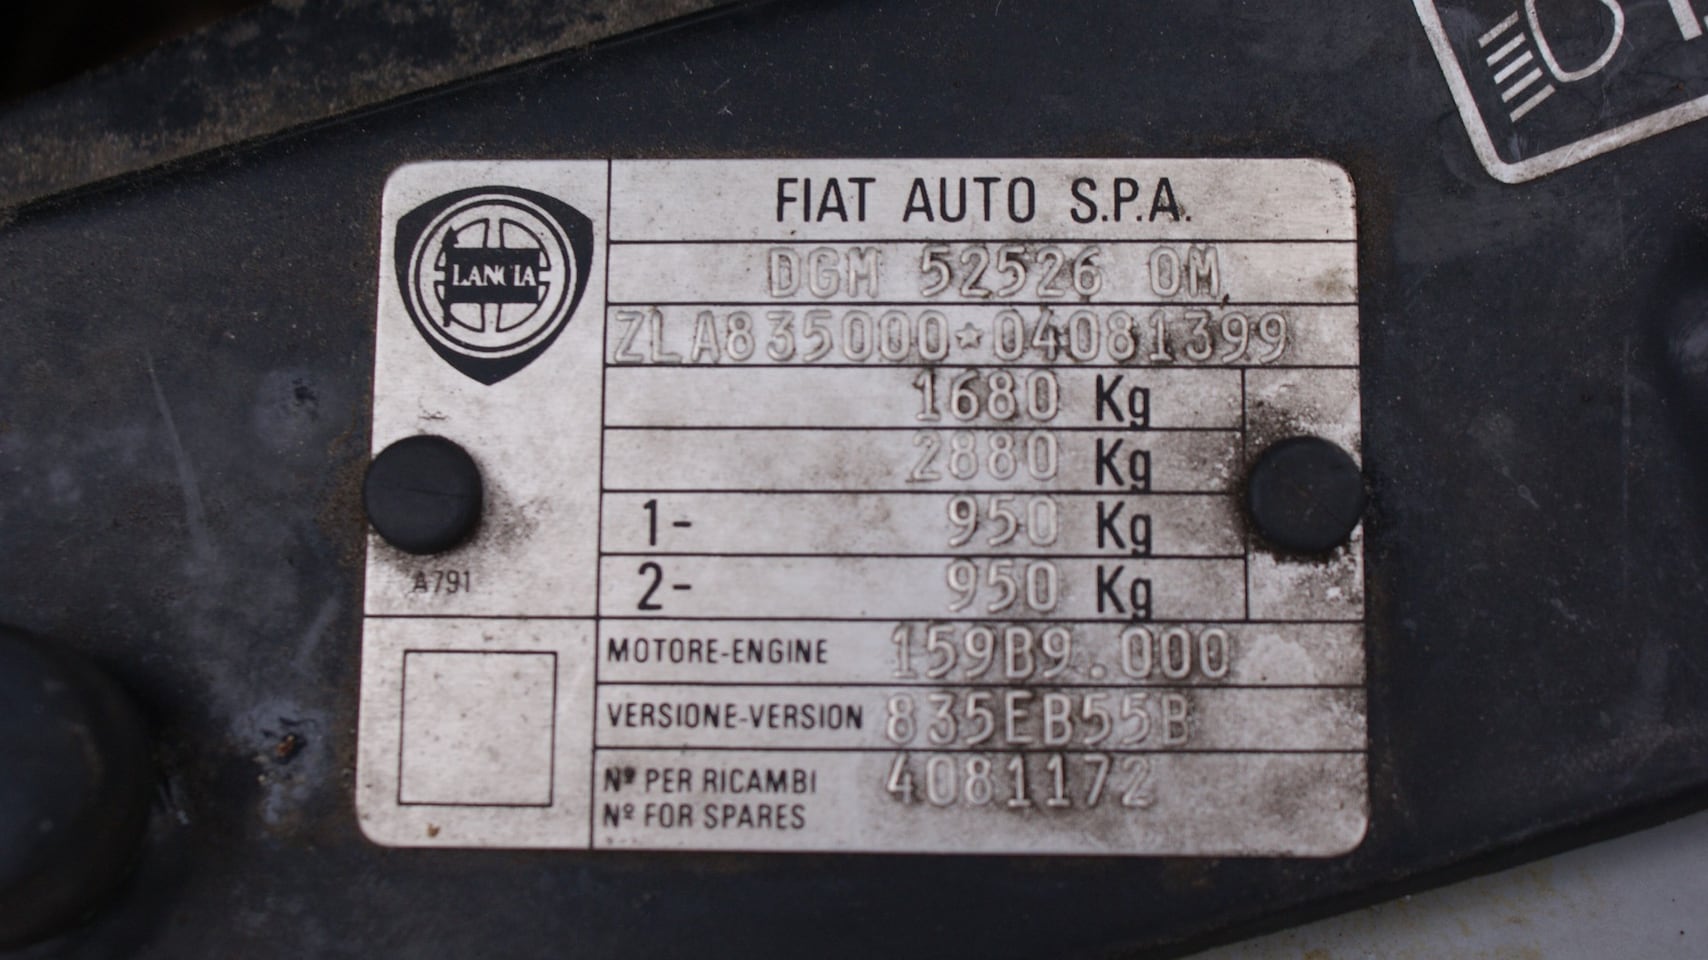 LANCIA
FIAT AUTO S.P.A.
DGM 52526 OM
ZLA835000*04081399
1680 Kg
2880 Kg
1- 950 Kg
2- 950 Kg
A791
MOTORE-ENGINE 159B9.000
VERSIONE-VERSION 835EB55B
Nº PER RICAMBI 4081172
Nº FOR SPARES